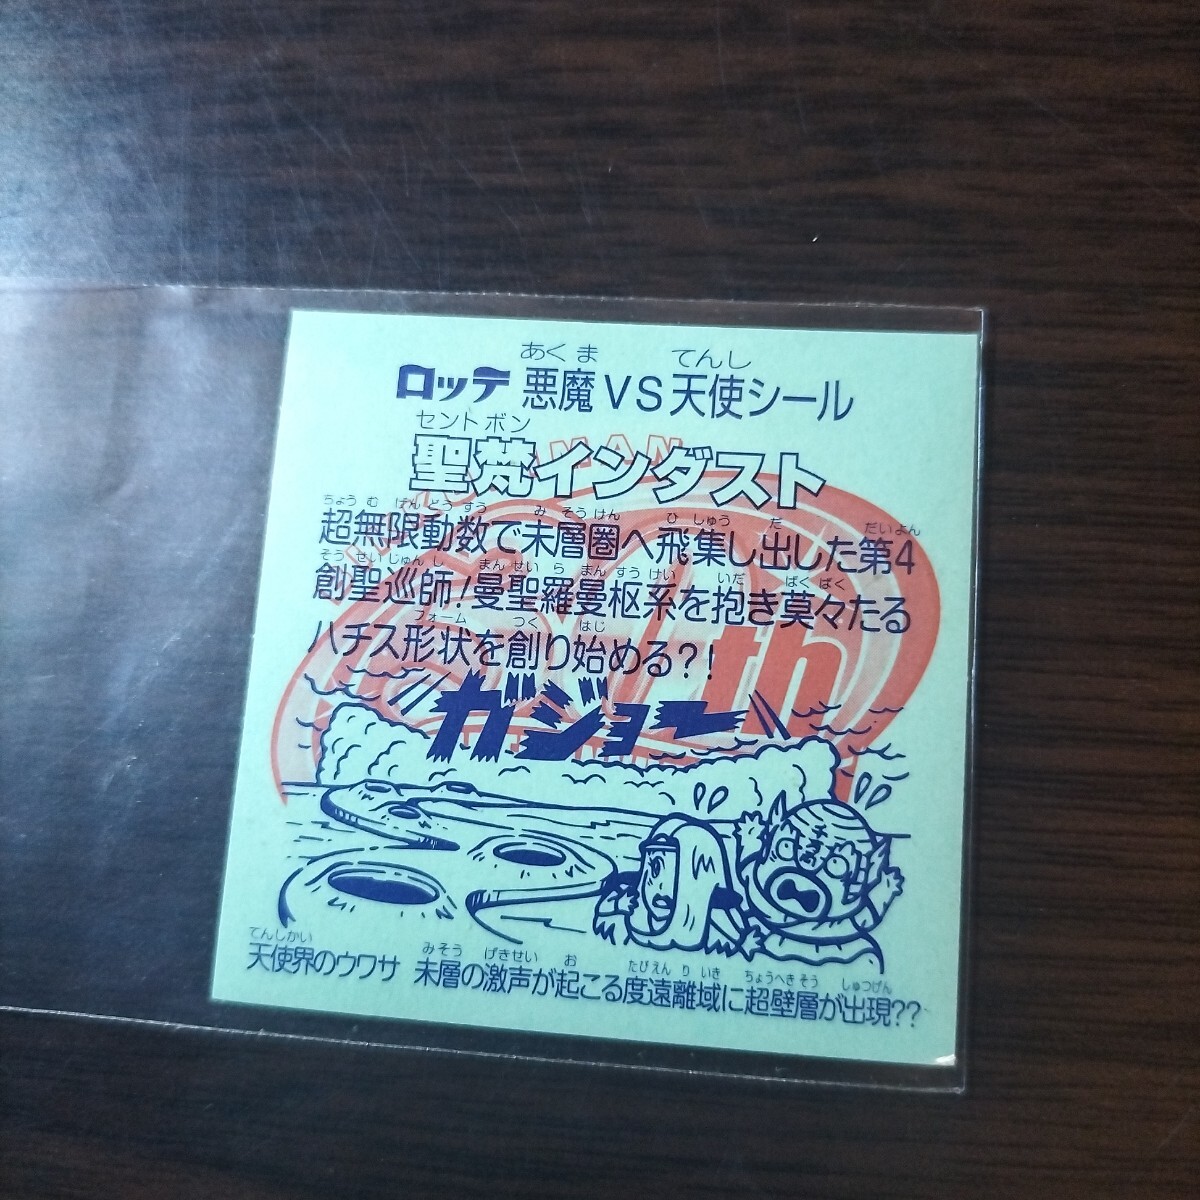 あくま てんし
ロッテ 悪魔VS天使シール
セントボン
聖梵インダスト
ちょう む げんどうすう み そうけん ひ しゅう だ だいよん
超無限動数で未層圏へ飛集し出した第4
そう せいじゅん し まん せい ら まん すう けい いだ ばく ばく
創聖巡師!曼聖羅曼枢系を抱き莫々たる
フォーム つく はじ
ハチス形状を創り始める?!
th
ガジョー
てんしかい みそう げきせい お たびえん り いき ちょうへきそう しゅつげん
天使界のウワサ 未層の激声が起こる度遠離域に超壁層が出現??